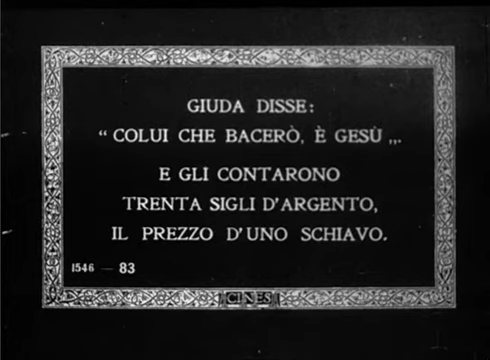 GIUDA DISSE:
“ COLUI CHE BACERÒ, È GESÙ „.
E GLI CONTARONO
TRENTA SIGLI D'ARGENTO,
IL PREZZO D'UNO SCHIAVO.
1546 — 83
CINES